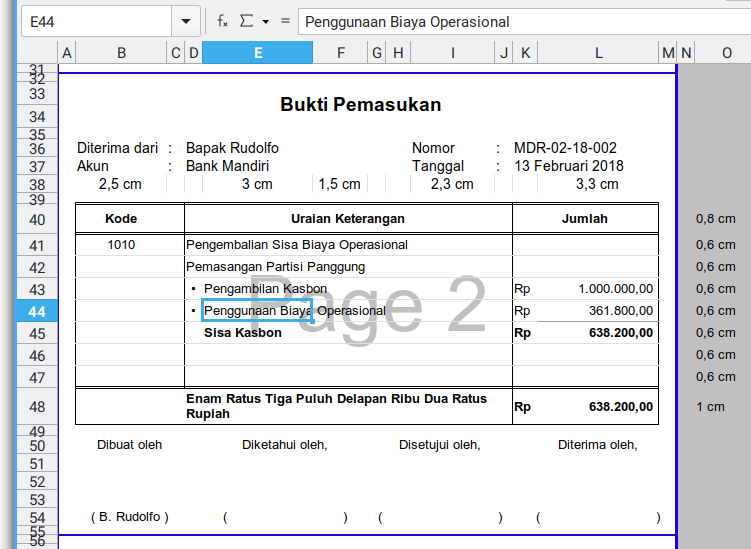 E44 fx Σ = Penggunaan Biaya Operasional
A B C D E F G H I J K L M N O
31
32
33 Bukti Pemasukan
34
35
36 Diterima dari : Bapak Rudolfo Nomor : MDR-02-18-002
37 Akun : Bank Mandiri Tanggal : 13 Februari 2018
38 2,5 cm 3 cm 1,5 cm 2,3 cm 3,3 cm
39
40 Kode Uraian Keterangan Jumlah 0,8 cm
41 1010 Pengembalian Sisa Biaya Operasional 0,6 cm
42 Pemasangan Partisi Panggung 0,6 cm
43 ▪ Pengambilan Kasbon Rp 1.000.000,00 0,6 cm
Page 2
44 ▪ Penggunaan Biaya Operasional Rp 361.800,00 0,6 cm
45 Sisa Kasbon Rp 638.200,00 0,6 cm
46 0,6 cm
47 0,6 cm
48 Enam Ratus Tiga Puluh Delapan Ribu Dua Ratus
Rupiah Rp 638.200,00 1 cm
49
50 Dibuat oleh Diketahui oleh, Disetujui oleh, Diterima oleh,
51
52
53
54 ( B. Rudolfo ) ( ) ( ) ( )
55
56